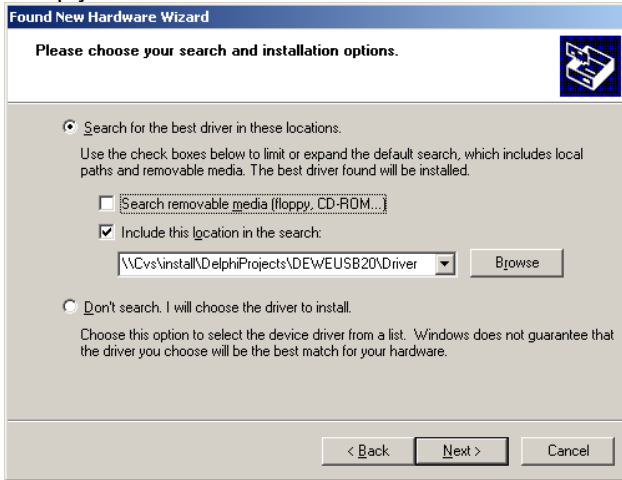 Found New Hardware Wizard
Please choose your search and installation options.
Search for the best driver in these locations.
Use the check boxes below to limit or expand the default search, which includes local
paths and removable media. The best driver found will be installed.
Search removable media (floppy, CD-ROM...)
Include this location in the search:
\\Cvs\install\DelphiProjects\DEWEUSB20\Driver
Browse
Don't search. I will choose the driver to install.
Choose this option to select the device driver from a list. Windows does not guarantee that
the driver you choose will be the best match for your hardware.
< Back Next > Cancel